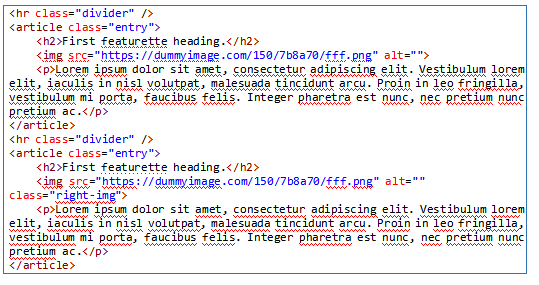 <hr class="divider" />
<article class="entry">
<h2>First featurette heading.</h2>
<img src="https://dummyimage.com/150/7b8a70/fff.png" alt="">
<p>Lorem ipsum dolor sit amet, consectetur adipiscing elit. Vestibulum lorem
elit, iaculis in nisl volutpat, malesuada tincidunt arcu. Proin in leo fringilla,
vestibulum mi porta, faucibus felis. Integer pharetra est nunc, nec pretium nunc
pretium ac.</p>
</article>
<hr class="divider" />
<article class="entry">
<h2>First featurette heading.</h2>
<img src="https://dummyimage.com/150/7b8a70/fff.png" alt=""
class="right-img">
<p>Lorem ipsum dolor sit amet, consectetur adipiscing elit. Vestibulum lorem
elit, iaculis in nisl volutpat, malesuada tincidunt arcu. Proin in leo fringilla,
vestibulum mi porta, faucibus felis. Integer pharetra est nunc, nec pretium nunc
pretium ac.</p>
</article>